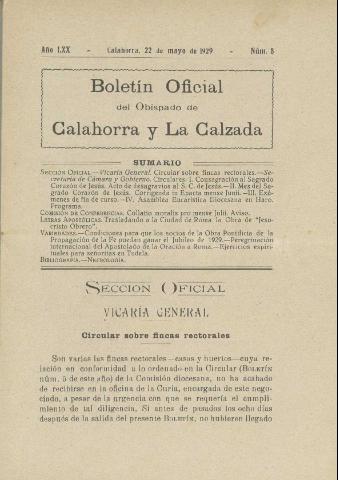 Año LXX - Calahorra, 22 de mayo de 1929 - Núm. 8
Boletín Oficial
del Obispado de
Calahorra y La Calzada
SUMARIO
SECCIÓN OFICIAL.—Vicaría General. Circular sobre fincas rectorales.—Se-
cretaría de Cámara y Gobierno. Circulares: I. Consagración al Sagrado
Corazón de Jesús. Acto de desagravios al S. C. de Jesús.—II. Mes del Sa-
grado Corazón de Jesús. Corrigenda in Epacta mense Junii.—III. Exá-
menes de fin de curso.—IV. Asamblea Eucarística Diocesana en Haro.
Programa.
COMISIÓN DE CONFERENCIAS. Collatio moralis pro mense Julii. Aviso.
LETRAS APOSTÓLICAS. Trasladando a la Ciudad de Roma la Obra de "Jesu-
cristo Obrero".
VARIEDADES.—Condiciones para que los socios de la Obra Pontificia de la
Propagación de la Fe puedan ganar el Jubileo de 1929.—Peregrinación
internacional del Apostolado de la Oración a Roma.—Ejercicios espiri-
tuales para señoritas en Tudela.
BIBLIOGRAFÍA.—NECROLOGÍA.
SECCION OFICIAL
VICARÍA GENERAL
Circular sobre fincas rectorales
Son varias las fincas rectorales—casas y huertos—cuya re-
lación en conformidad a lo ordenado en la Circular (BOLETÍN
núm. 5 de este año) de la Comisión diocesana, no ha acabado
de recibirse en la oficina de la Curia, encargada de este nego-
ciado, a pesar de la urgencia con que se requería el cumpli-
miento de tal diligencia. Si antes de pasados los ocho días
después de la salida del presente BOLETÍN, no hubieren llegado